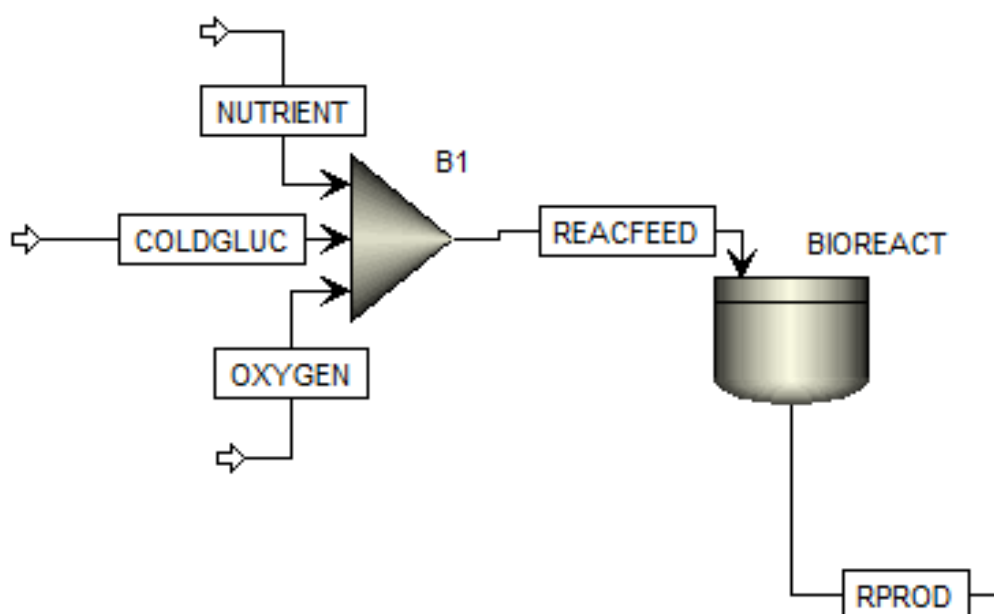 NUTRIENT
B1
COLDGLUC
REACFEED
BIOREACT
OXYGEN
RPROD